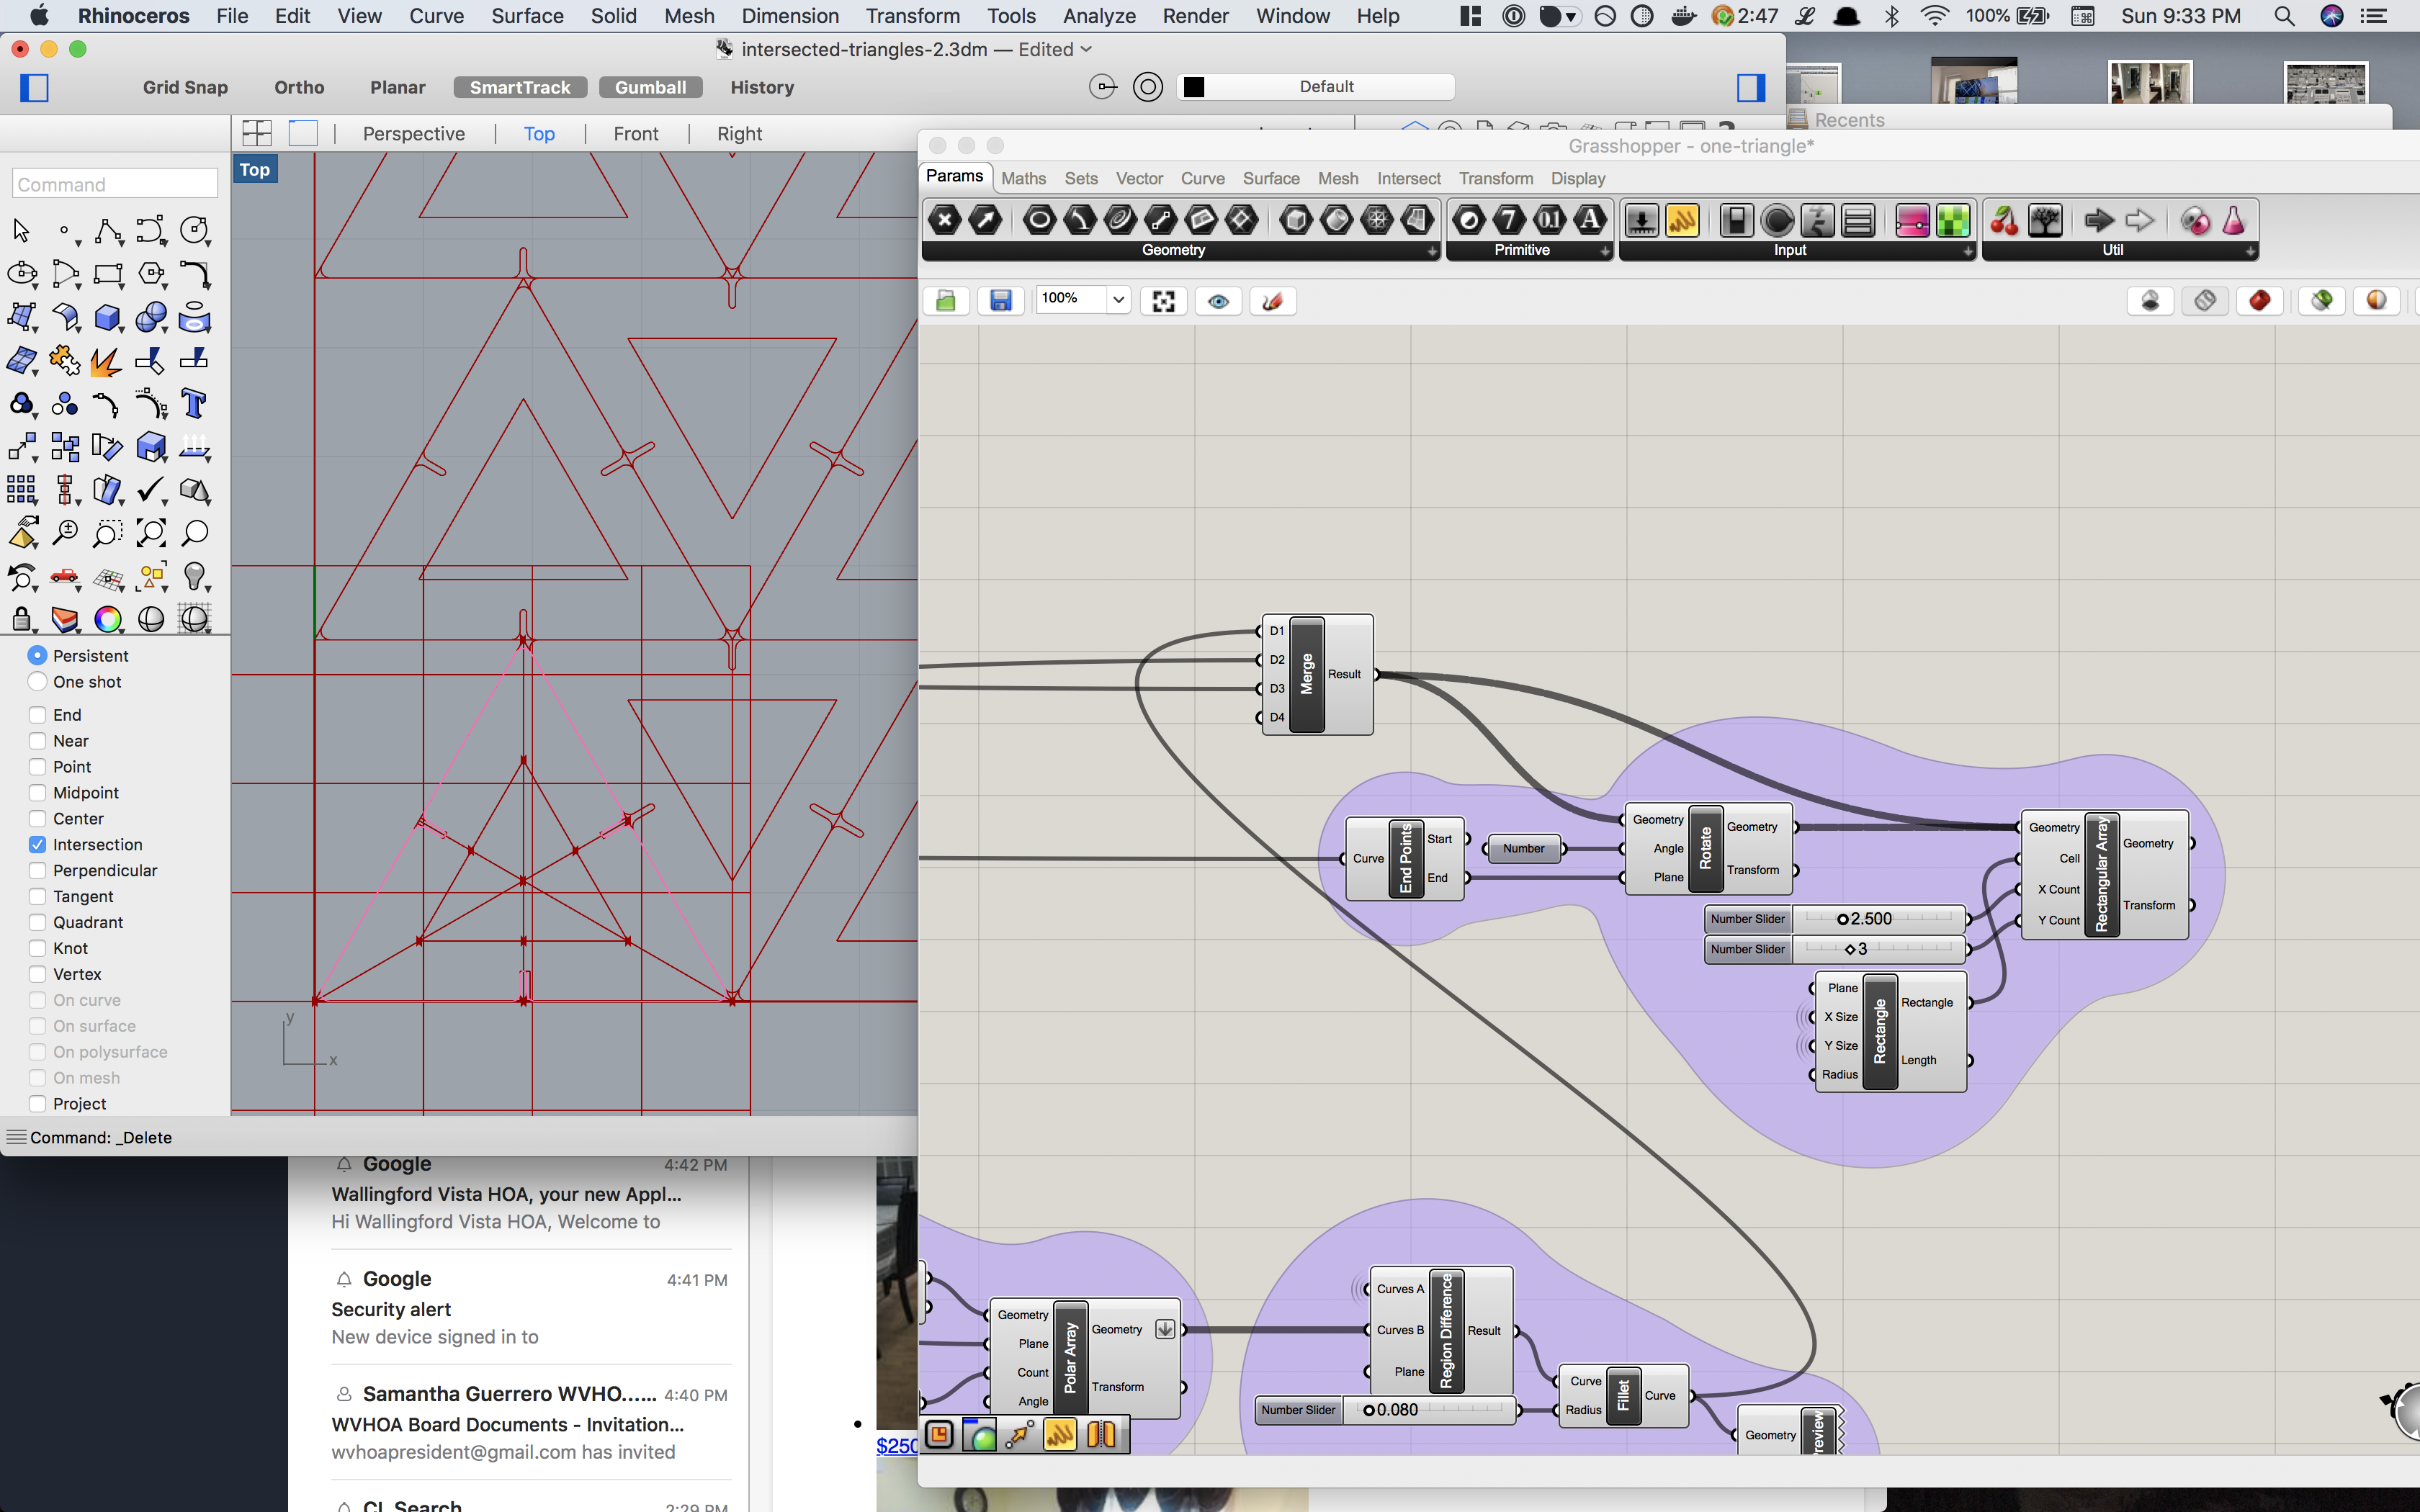 Rhinoceros File Edit View Curve Surface Solid Mesh Dimension Transform Tools Analyze Render Window Help 2:47 100% Sun 9:33 PM
intersected-triangles-2.3dm — Edited
Grid Snap Ortho Planar SmartTrack Gumball History Default
Perspective Top Front Right
Top
Command
Persistent
One shot
End
Near
Point
Midpoint
Center
Intersection
Perpendicular
Tangent
Quadrant
Knot
Vertex
On curve
On surface
On polysurface
On mesh
Project
y
x
Command: _Delete
Recents
Grasshopper - one-triangle*
Params Maths Sets Vector Curve Surface Mesh Intersect Transform Display
7 0.1 A
Geometry Primitive Input Util
100%
D1
D2
D3
D4
Merge
Result
Curve
End Points
Start
End
Number
Geometry
Angle
Plane
Rotate
Geometry
Transform
Number Slider 2.500
Number Slider 3
Geometry
Cell
X Count
Y Count
Rectangular Array
Geometry
Transform
Plane
X Size
Y Size
Radius
Rectangle
Rectangle
Length
Geometry
Plane
Count
Angle
Polar Array
Geometry
Transform
Curves A
Curves B
Plane
Region Difference
Result
Number Slider 0.080
Curve
Radius
Fillet
Curve
Geometry
Preview
Google 4:42 PM
Wallingford Vista HOA, your new Appl...
Hi Wallingford Vista HOA, Welcome to
Google 4:41 PM
Security alert
New device signed in to
Samantha Guerrero WVHO...... 4:40 PM
WVHOA Board Documents - Invitation...
wvhoapresident@gmail.com has invited
CL Search 2:29 PM
$250